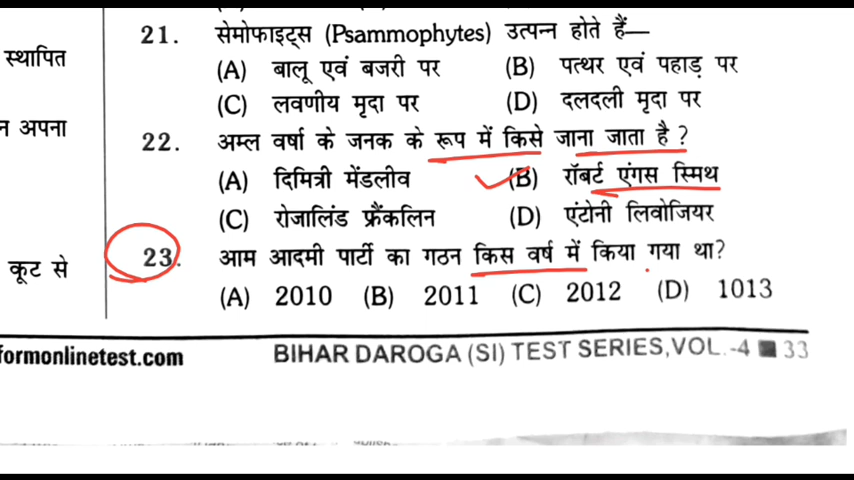 21. सेमोफाइट्स (Psammophytes) उत्पन्न होते हैं—
स्थापित
(A) बालू एवं बजरी पर (B) पत्थर एवं पहाड़ पर
(C) लवणीय मृदा पर (D) दलदली मृदा पर
न अपना
22. अम्ल वर्षा के जनक के रूप में किसे जाना जाता है?
(A) दिमित्री मेंडलीव (B) रॉबर्ट एंगस स्मिथ
(C) रोजालिंड फ्रैंकलिन (D) एंटोनी लिवोजियर
23. आम आदमी पार्टी का गठन किस वर्ष में किया गया था?
कूट से
(A) 2010 (B) 2011 (C) 2012 (D) 1013
formonlinetest.com BIHAR DAROGA (SI) TEST SERIES,VOL.-4 ■ 33